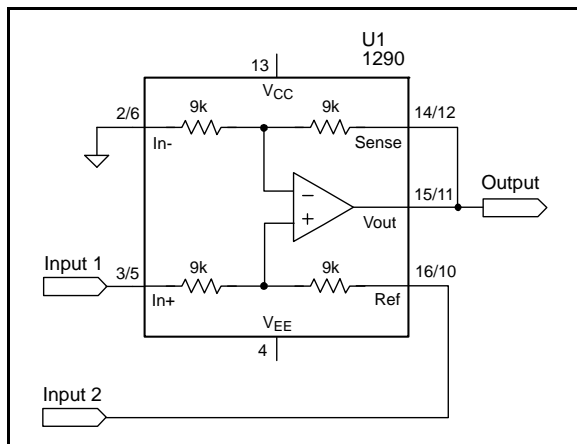 U1
1290
13
VCC
2/6
9k
9k
14/12
In-
Sense
−
+
15/11
Output
Vout
Input 1
3/5
9k
9k
16/10
In+
Ref
VEE
4
Input 2